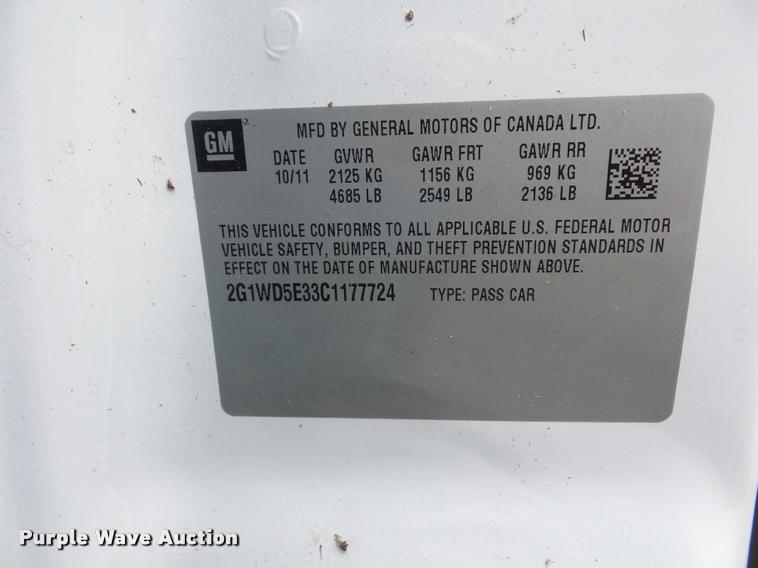 GM
MFD BY GENERAL MOTORS OF CANADA LTD.
DATE GVWR GAWR FRT GAWR RR
10/11 2125 KG 1156 KG 969 KG
4685 LB 2549 LB 2136 LB
THIS VEHICLE CONFORMS TO ALL APPLICABLE U.S. FEDERAL MOTOR
VEHICLE SAFETY, BUMPER, AND THEFT PREVENTION STANDARDS IN
EFFECT ON THE DATE OF MANUFACTURE SHOWN ABOVE.
2G1WD5E33C1177724 TYPE: PASS CAR
Purple Wave Auction